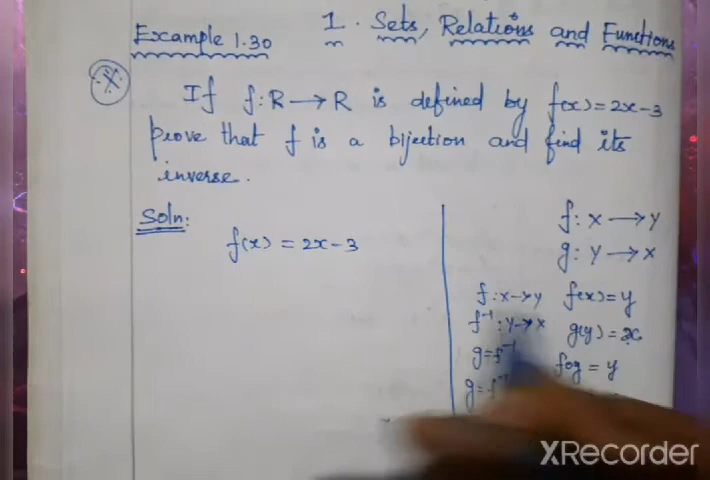 Example 1.30
1. Sets, Relations and Functions
If f: R → R is defined by f(x) = 2x-3
prove that f is a bijection and find its
inverse.
Soln:
f(x) = 2x-3
f: X → Y
g: Y → X
f: x → y f(x) = y
f⁻¹: y → x g(y) = x
g = f⁻¹
fog = y
XRecorder